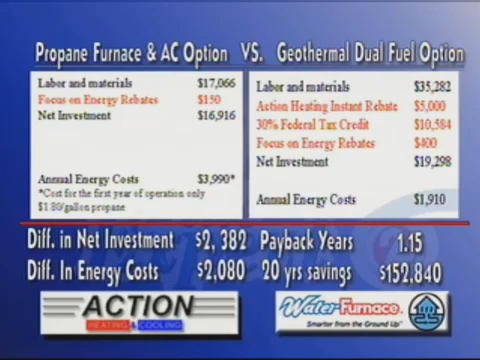 Propane Furnace & AC Option VS. Geothermal Dual Fuel Option
Labor and materials $17,066
Focus on Energy Rebates $150
Net Investment $16,916
Annual Energy Costs $3,990*
*Cost for the first year of operation only
$1.80/gallon propane
Labor and materials $35,282
Action Heating Instant Rebate $5,000
30% Federal Tax Credit $10,584
Focus on Energy Rebates $400
Net Investment $19,298
Annual Energy Costs $1,910
Diff. in Net Investment $2, 382 Payback Years 1.15
Diff. In Energy Costs $2,080 20 yrs savings $152,840
ACTION
HEATING & COOLING
WaterFurnace
Smarter from the Ground Up™